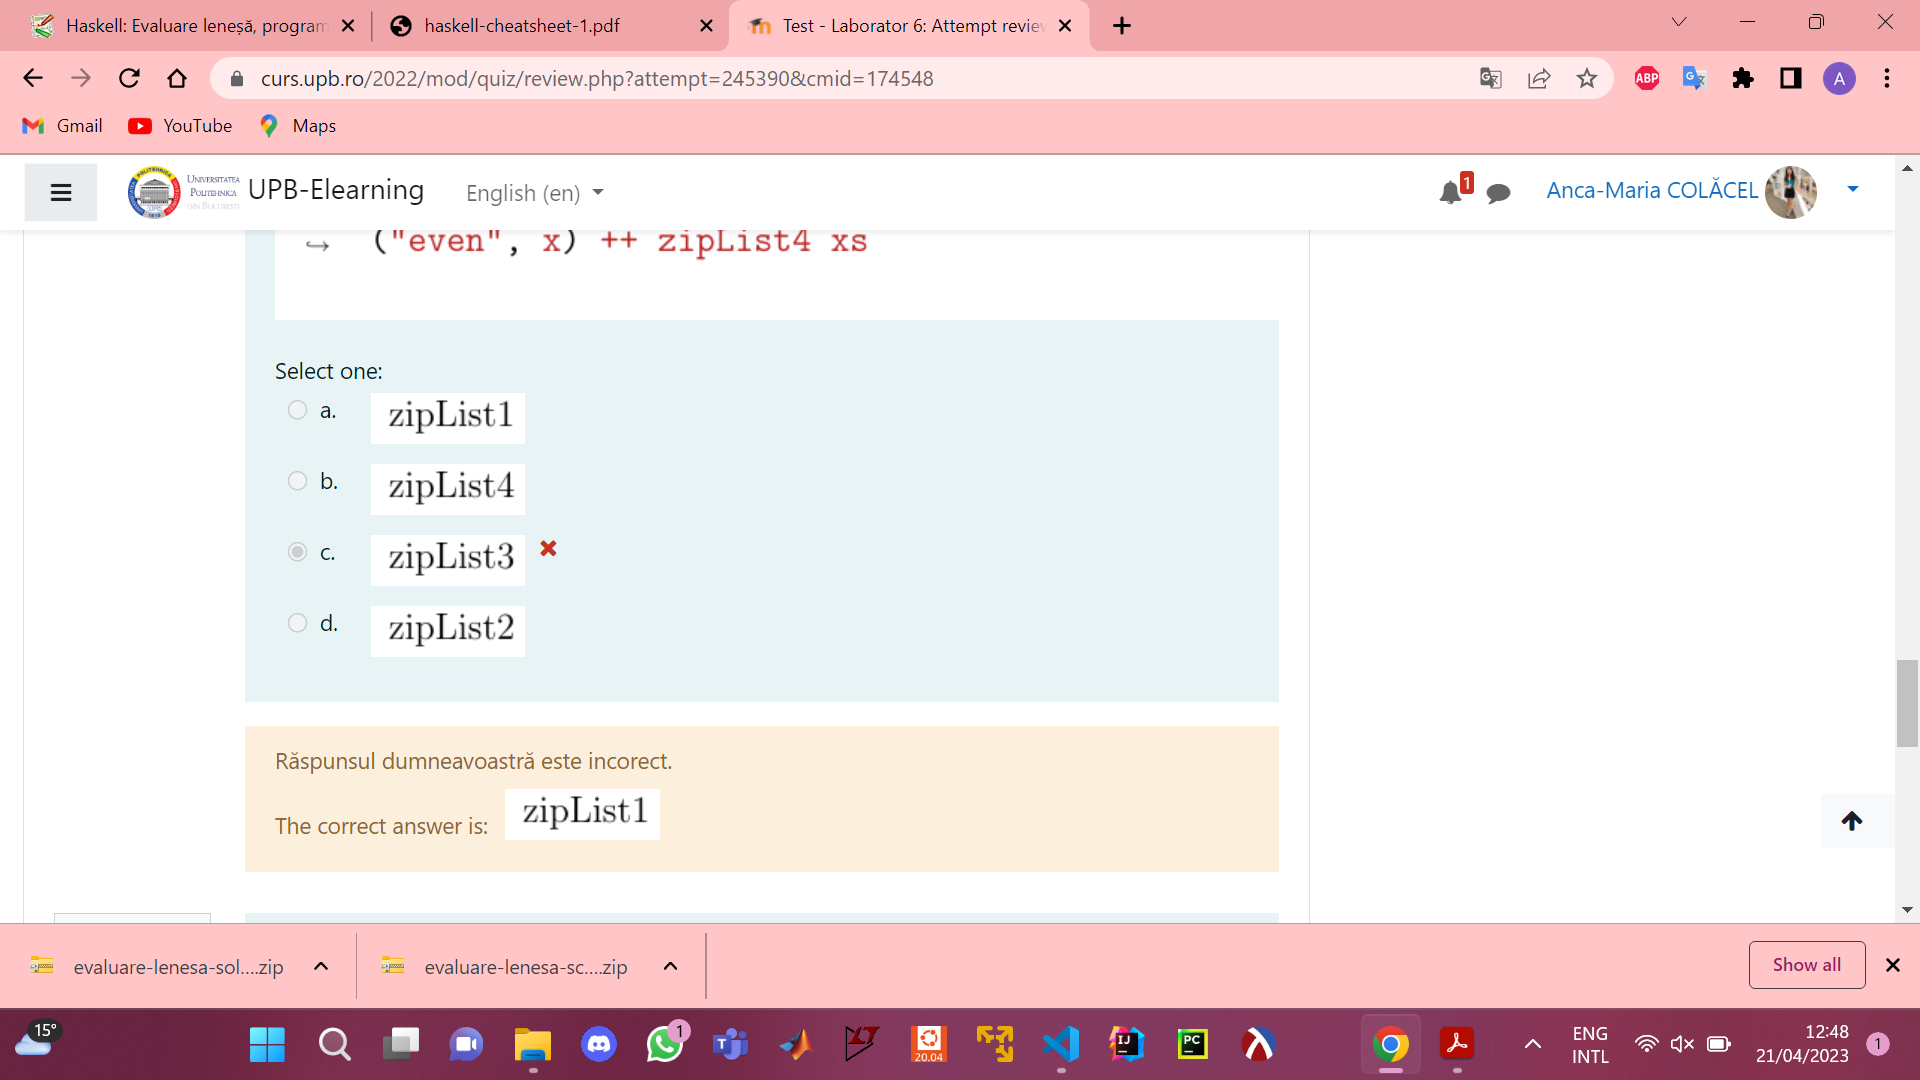 Haskell: Evaluare leneșă, program
haskell-cheatsheet-1.pdf
Test - Laborator 6: Attempt review
curs.upb.ro/2022/mod/quiz/review.php?attempt=245390&cmid=174548
ABP
A
Gmail
YouTube
Maps
UNIVERSITATEA
POLITEHNICA
DIN BUCUREȘTI
UPB-Elearning
English (en)
1
Anca-Maria COLĂCEL
("even", x) ++ zipList4 xs
Select one:
a. zipList1
b. zipList4
c. zipList3
d. zipList2
Răspunsul dumneavoastră este incorect.
The correct answer is: zipList1
evaluare-lenesa-sol....zip
evaluare-lenesa-sc....zip
Show all
15°
1
20.04
IJ
PC
ENG
INTL
12:48
21/04/2023
1